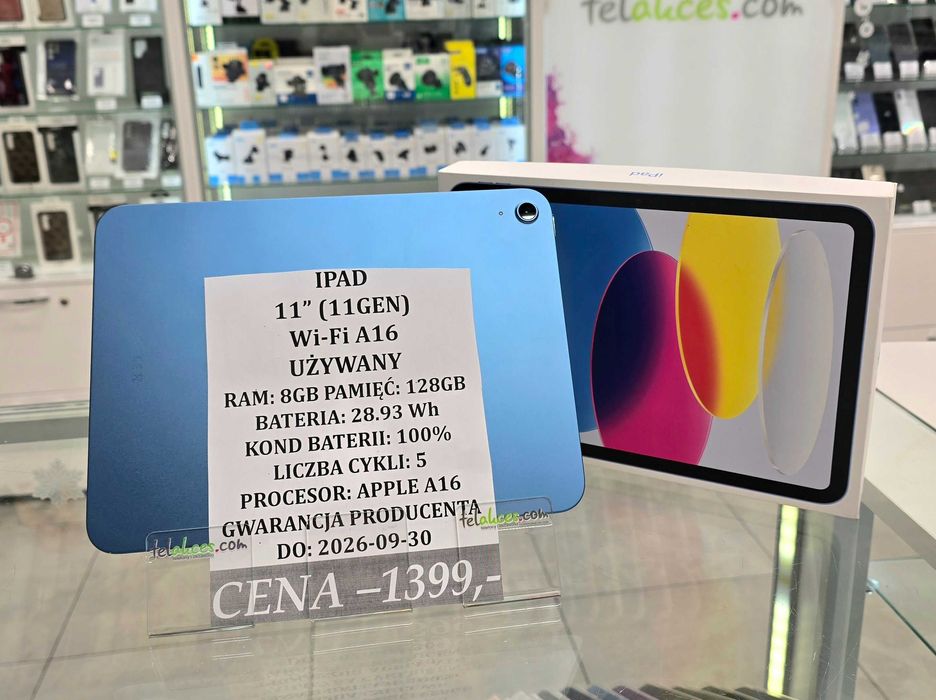 telakces.com
iPad
IPAD
11” (11GEN)
Wi-Fi A16
UŻYWANY
RAM: 8GB PAMIĘĆ: 128GB
BATERIA: 28.93 Wh
KOND BATERII: 100%
LICZBA CYKLI: 5
PROCESOR: APPLE A16
GWARANCJA PRODUCENTA
DO: 2026-09-30
CENA –1399,-
telakces.com
telakces.com